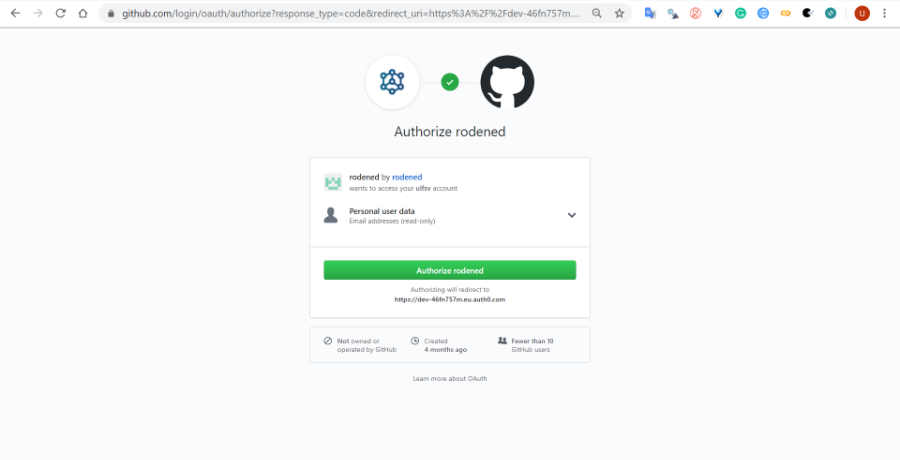 github.com/login/oauth/authorize?response_type=code&redirect_uri=https%3A%2F%2Fdev-46fn757m....
U
Authorize rodened
rodened by rodened
wants to access your ulfsv account
Personal user data
Email addresses (read-only)
Authorize rodened
Authorizing will redirect to
https://dev-46fn757m.eu.auth0.com
Not owned or
operated by GitHub
Created
4 months ago
Fewer than 10
GitHub users
Learn more about OAuth